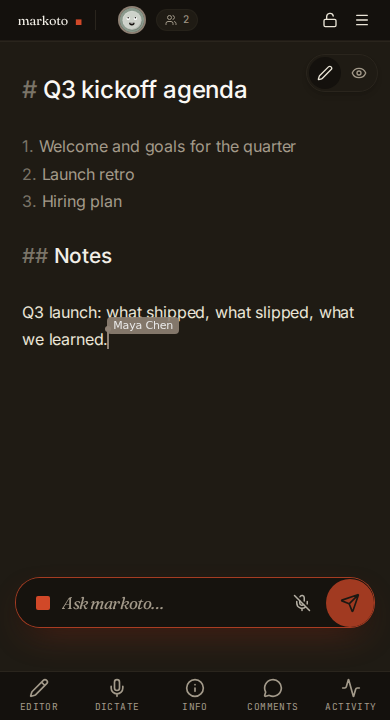 markoto
2
# Q3 kickoff agenda
1. Welcome and goals for the quarter
2. Launch retro
3. Hiring plan
## Notes
Q3 launch: what shipped, what slipped, what
Maya Chen
we learned.
Ask markoto...
EDITOR DICTATE INFO COMMENTS ACTIVITY